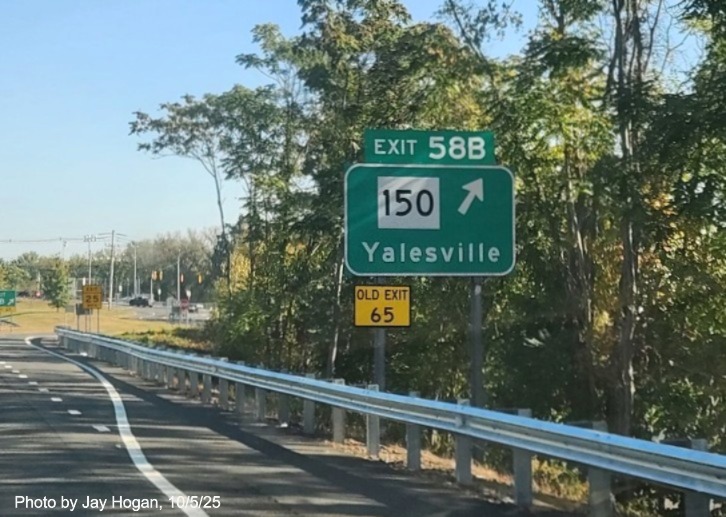 EXIT 58B
150
Yalesville
OLD EXIT
65
25
Photo by Jay Hogan, 10/5/25